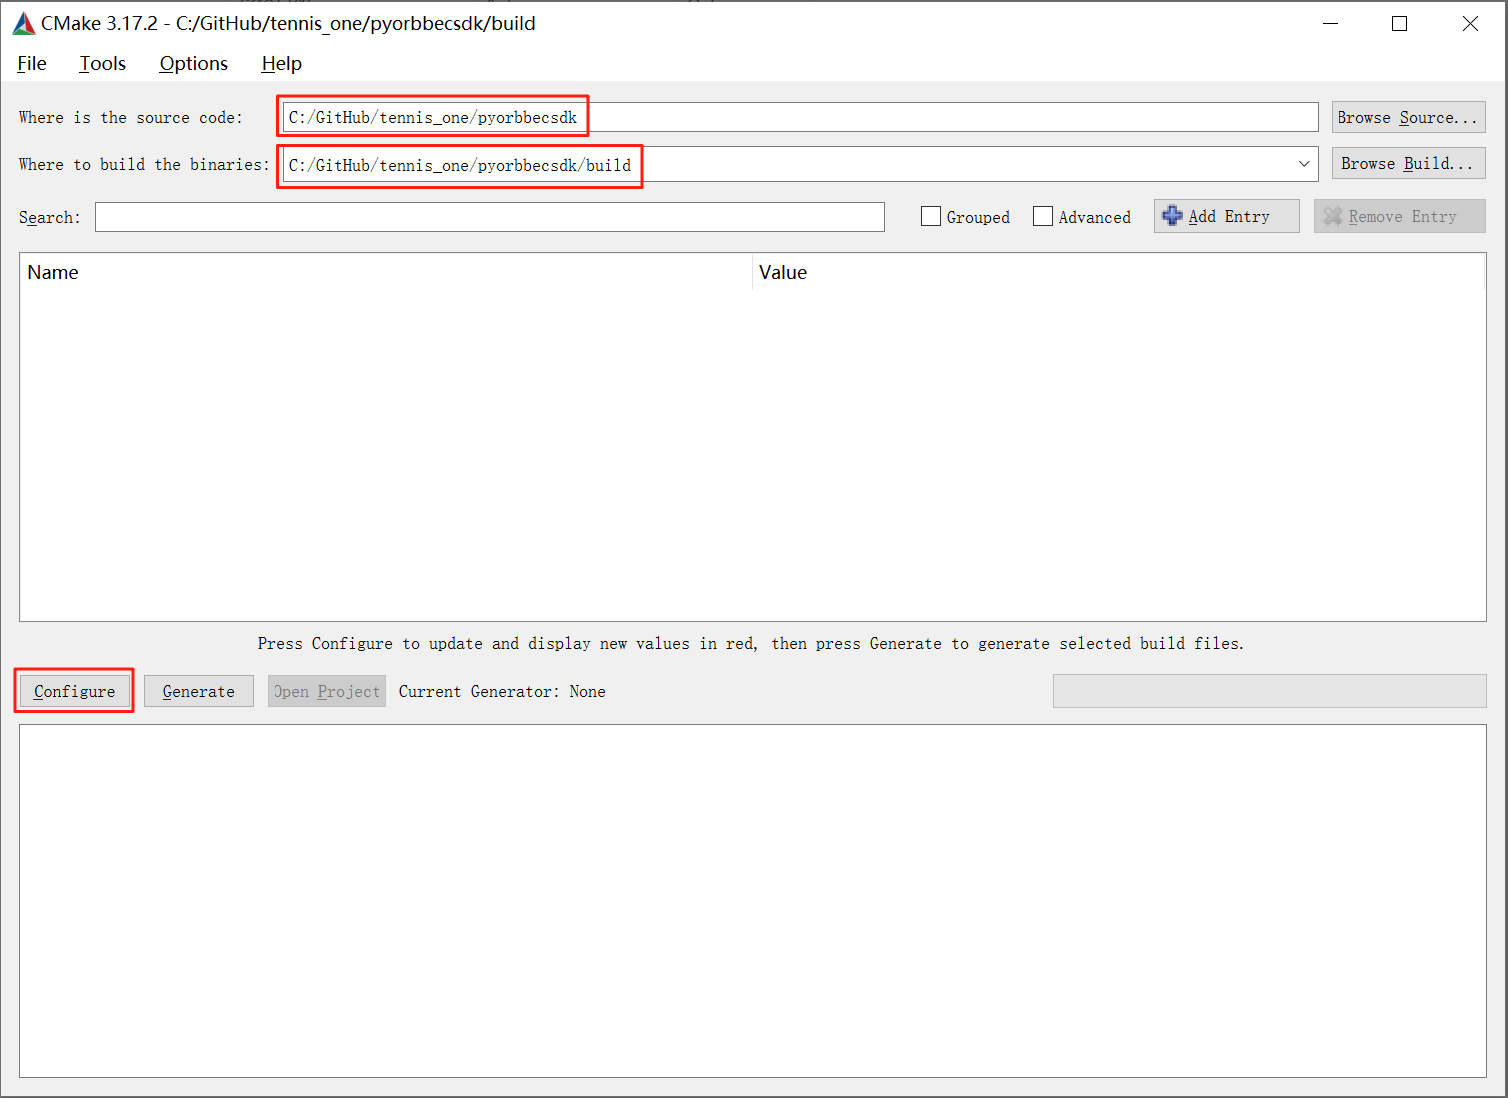 CMake 3.17.2 - C:/GitHub/tennis_one/pyorbbecsdk/build
File Tools Options Help
Where is the source code: C:/GitHub/tennis_one/pyorbbecsdk Browse Source...
Where to build the binaries: C:/GitHub/tennis_one/pyorbbecsdk/build Browse Build...
Search: Grouped Advanced Add Entry Remove Entry
Name Value
Press Configure to update and display new values in red, then press Generate to generate selected build files.
Configure Generate Open Project Current Generator: None